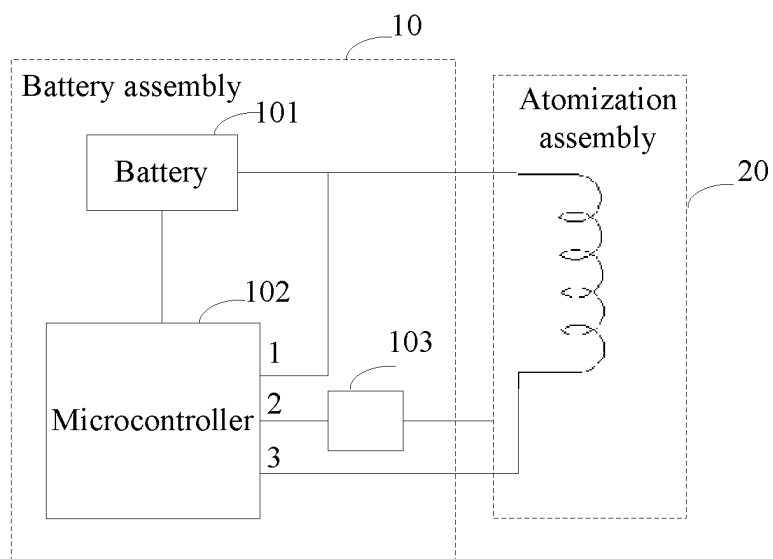 10
Battery assembly
101
Battery
Atomization
assembly
20
102
1
103
2
Microcontroller
3